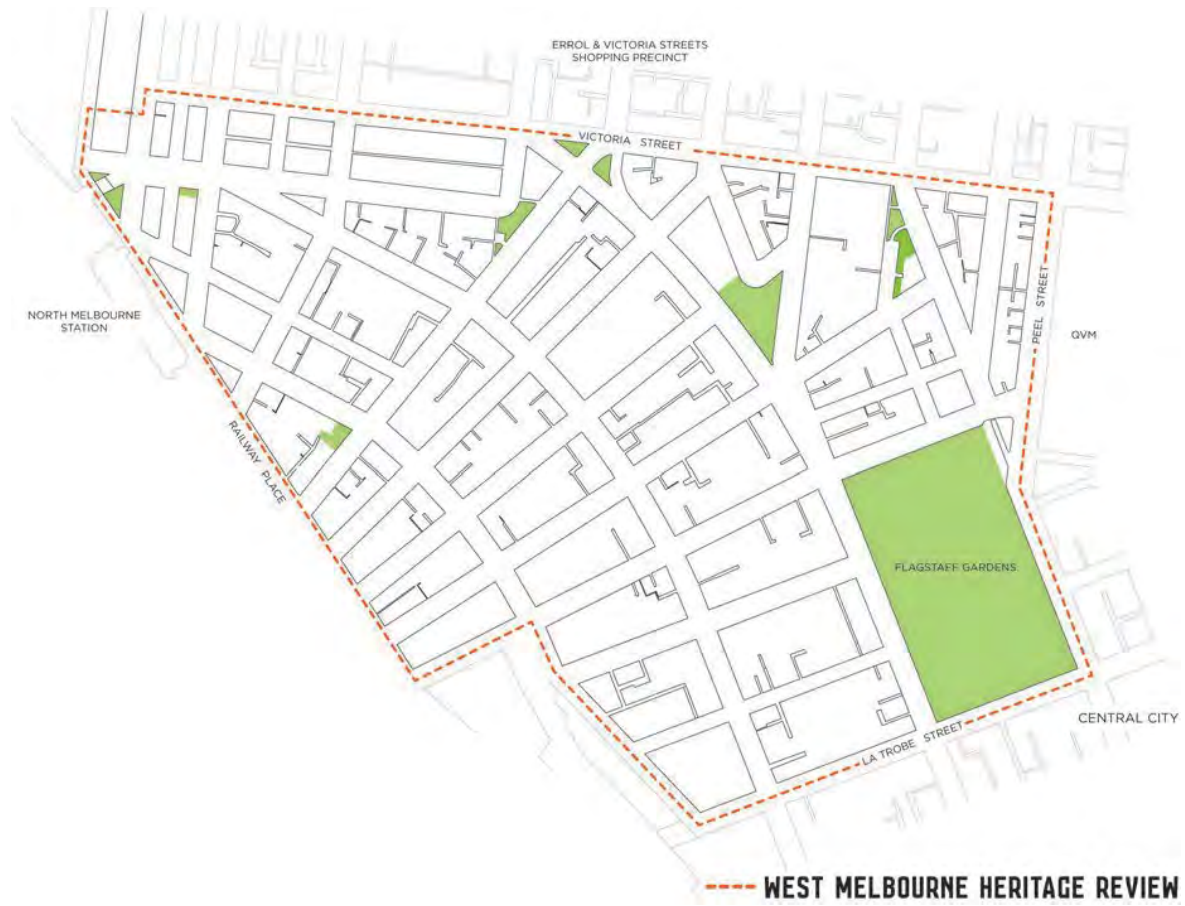 ERROL & VICTORIA STREETS
SHOPPING PRECINCT
VICTORIA STREET
PEEL STREET
QVM
NORTH MELBOURNE
STATION
RAILWAY PLACE
FLAGSTAFF GARDENS
CENTRAL CITY
LA TROBE STREET
WEST MELBOURNE HERITAGE REVIEW